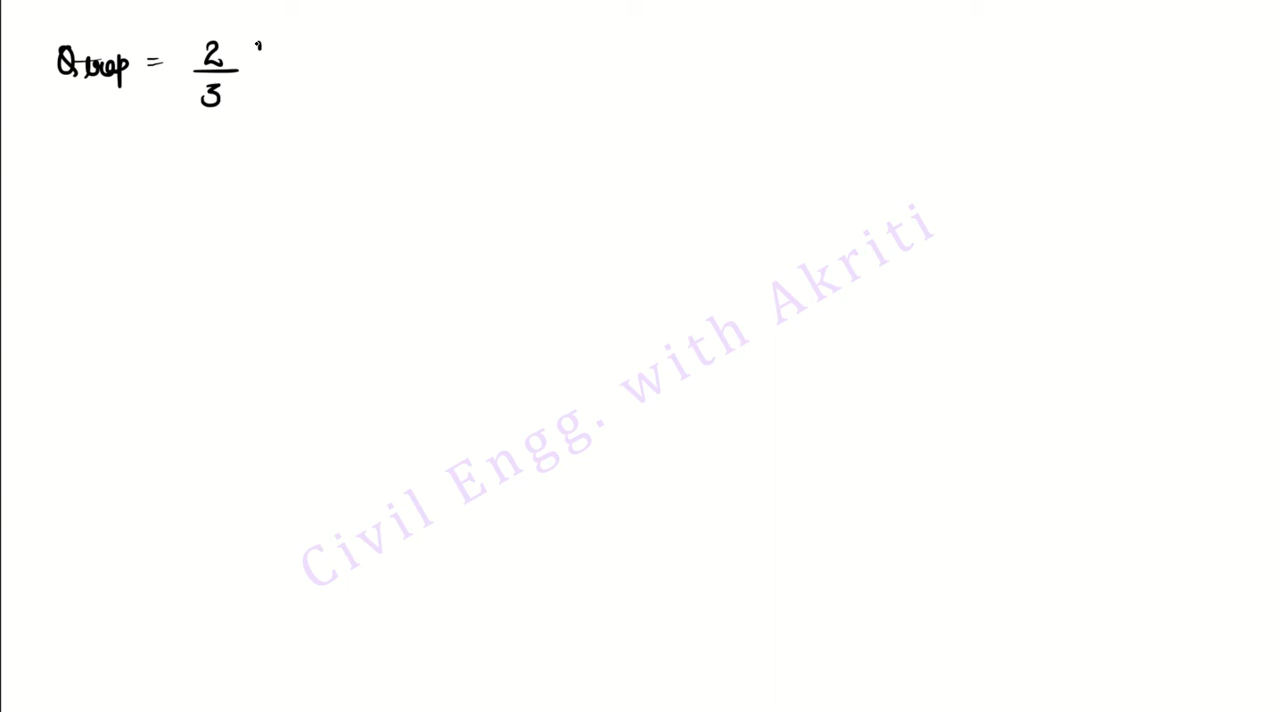 Qtrap = 2/3
Civil Engg. with Akriti